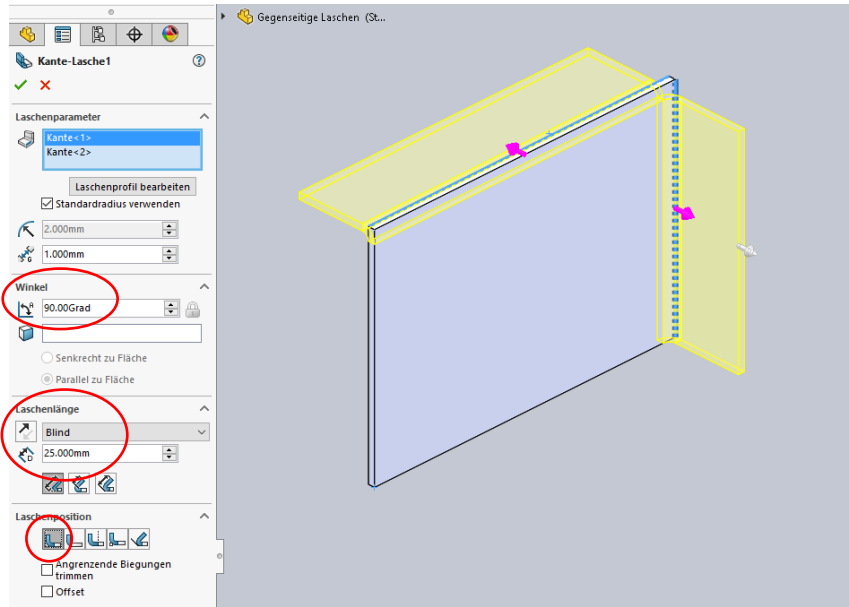 Gegenseitige Laschen (St...
Kante-Lasche1
Laschenparameter
Kante<1>
Kante<2>
Laschenprofil bearbeiten
Standardradius verwenden
2.000mm
G
1.000mm
Winkel
A
90.00Grad
Senkrecht zu Fläche
Parallel zu Fläche
Laschenlänge
Blind
D
25.000mm
Laschenposition
Angrenzende Biegungen
trimmen
Offset